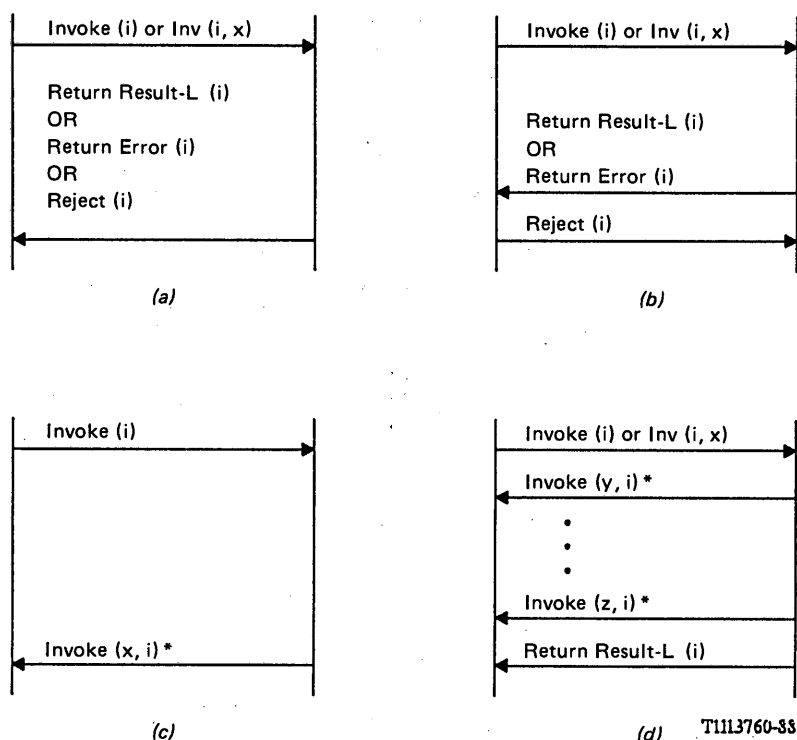 Invoke (i) or Inv (i, x)
Return Result-L (i)
OR
Return Error (i)
OR
Reject (i)
(a)
Invoke (i) or Inv (i, x)
Return Result-L (i)
OR
Return Error (i)
Reject (i)
(b)
Invoke (i)
Invoke (x, i) *
(c)
Invoke (i) or Inv (i, x)
Invoke (y, i) *
Invoke (z, i) *
Return Result-L (i)
(d)
T1113760-88